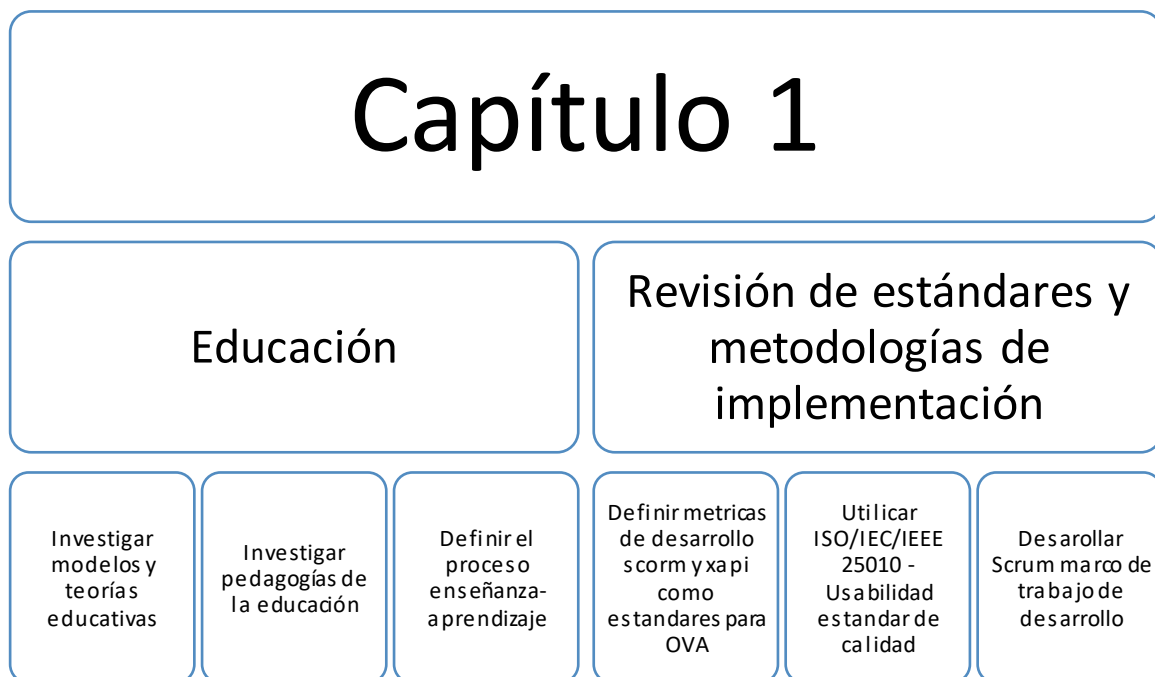 Capítulo 1
Educación
Revisión de estándares y
metodologías de
implementación
Investigar
modelos y
teorías
educativas
Investigar
pedagogías de
la educación
Definir el
proceso
enseñanza-
aprendizaje
Definir metricas
de desarrollo
scorm y xapi
como
estandares para
OVA
Utilicar
ISO/IEC/IEEE
25010 -
Usabilidad
estandar de
calidad
Desarollar
Scrum marco de
trabajo de
desarrollo